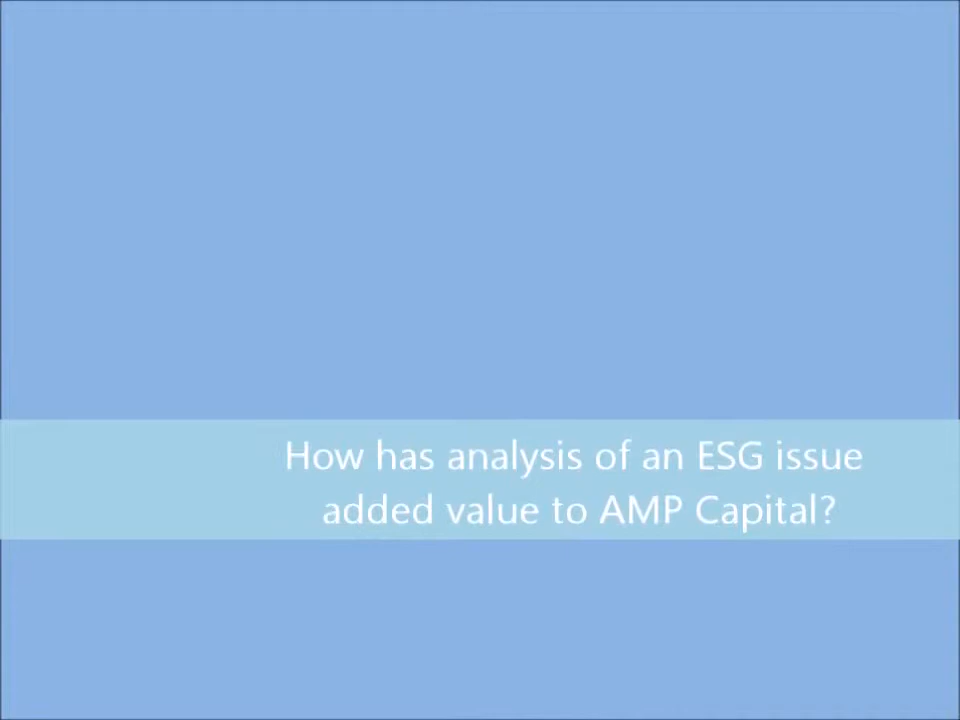 How has analysis of an ESG issue
added value to AMP Capital?